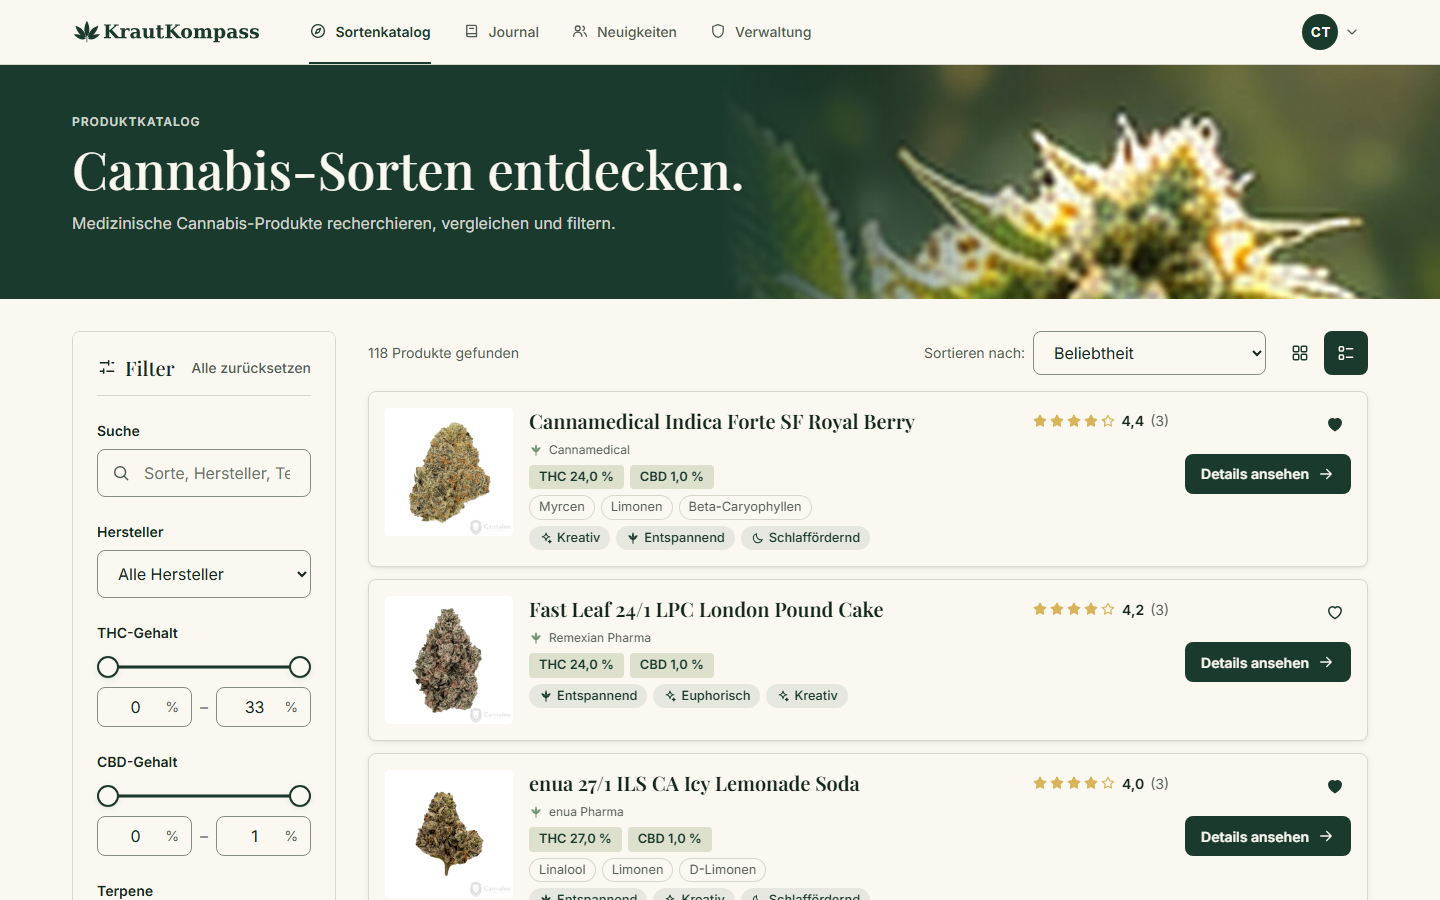 KrautKompass
Sortenkatalog
Journal
Neuigkeiten
Verwaltung
CT
PRODUKTKATALOG
Cannabis-Sorten entdecken.
Medizinische Cannabis-Produkte recherchieren, vergleichen und filtern.
Filter
Alle zurücksetzen
Suche
Sorte, Hersteller, Te
Hersteller
Alle Hersteller
THC-Gehalt
0 % – 33 %
CBD-Gehalt
0 % – 1 %
Terpene
118 Produkte gefunden
Sortieren nach: Beliebtheit
Cannamedical Indica Forte SF Royal Berry
4,4 (3)
Cannamedical
THC 24,0 % CBD 1,0 %
Details ansehen
Myrcen Limonen Beta-Caryophyllen
Kreativ Entspannend Schlaffördernd
Fast Leaf 24/1 LPC London Pound Cake
4,2 (3)
Remexian Pharma
THC 24,0 % CBD 1,0 %
Details ansehen
Entspannend Euphorisch Kreativ
enua 27/1 ILS CA Icy Lemonade Soda
4,0 (3)
enua Pharma
THC 27,0 % CBD 1,0 %
Details ansehen
Linalool Limonen D-Limonen
Entspannend Kreativ Schlaffördernd